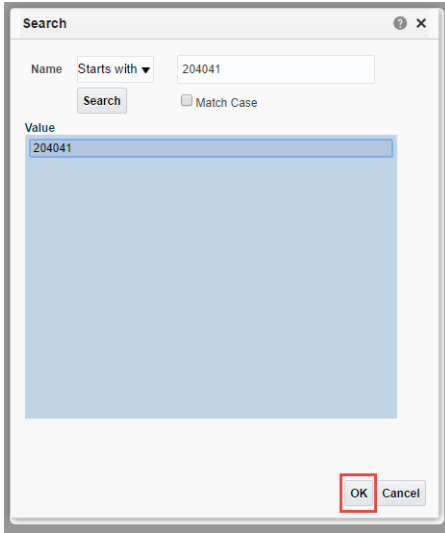 Search
Name Starts with 204041
Search Match Case
Value
204041
OK Cancel